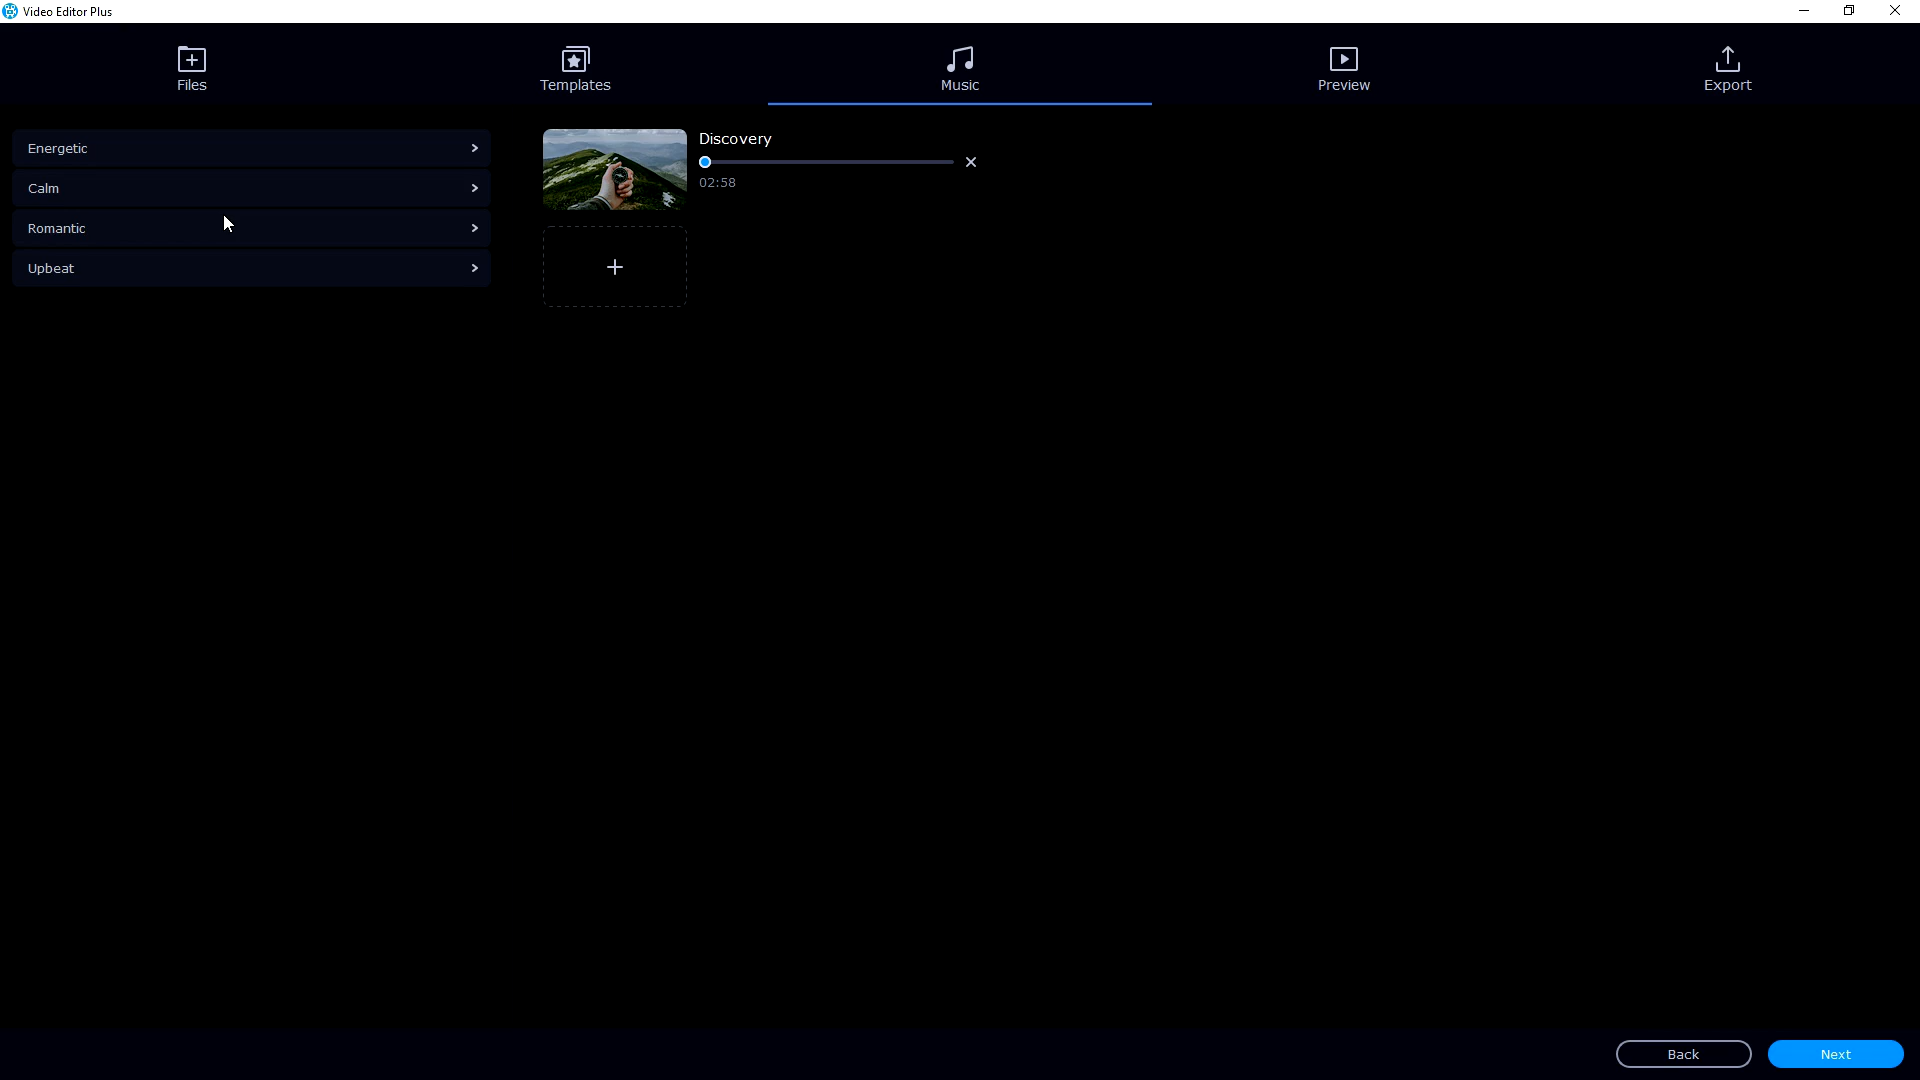 Video Editor Plus
Files
Templates
Music
Preview
Export
Energetic
Calm
Romantic
Upbeat
Discovery
02:58
Back
Next